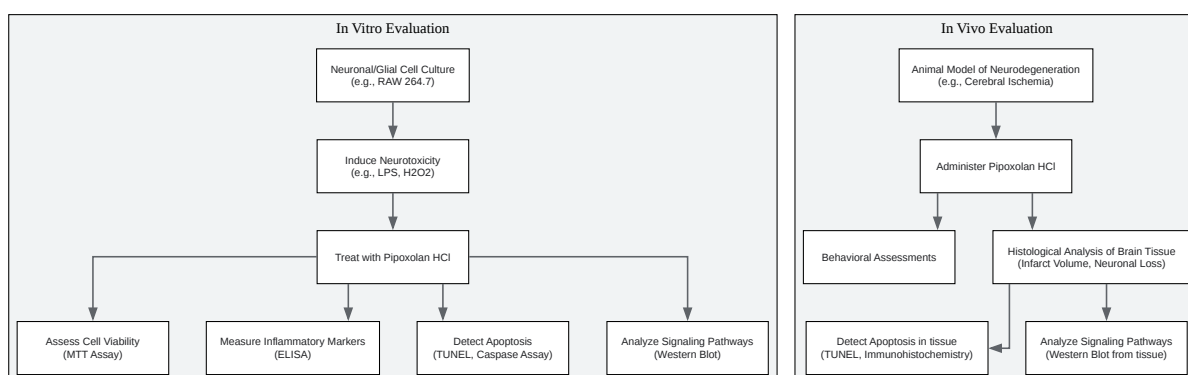 In Vitro Evaluation
Neuronal/Glial Cell Culture
(e.g., RAW 264.7)
Induce Neurotoxicity
(e.g., LPS, H2O2)
Treat with Pipoxolan HCl
Assess Cell Viability
(MTT Assay)
Measure Inflammatory Markers
(ELISA)
Detect Apoptosis
(TUNEL, Caspase Assay)
Analyze Signaling Pathways
(Western Blot)
In Vivo Evaluation
Animal Model of Neurodegeneration
(e.g., Cerebral Ischemia)
Administer Pipoxolan HCl
Behavioral Assessments
Histological Analysis of Brain Tissue
(Infarct Volume, Neuronal Loss)
Detect Apoptosis in tissue
(TUNEL, Immunohistochemistry)
Analyze Signaling Pathways
(Western Blot from tissue)